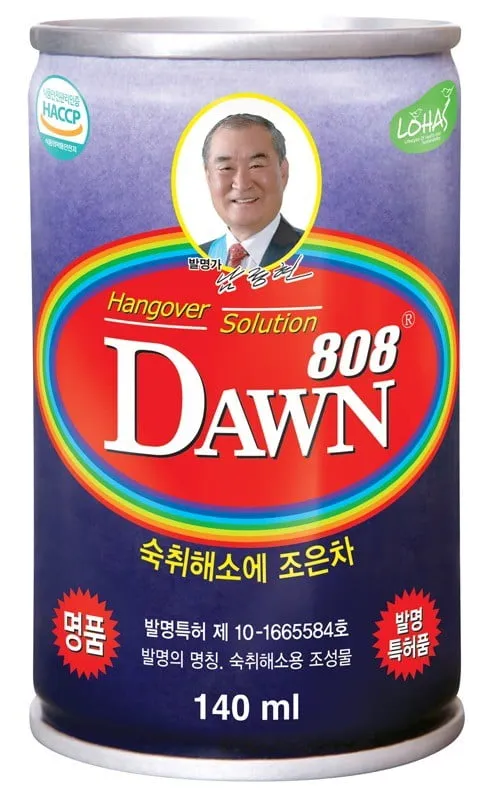 HACCP
LOHAS
발명가
Hangover Solution
808®
DAWN
숙취해소에 조은차
명품
발명특허 제 10-1665584호
발명의 명칭. 숙취해소용 조성물
발명
특허품
140 ml